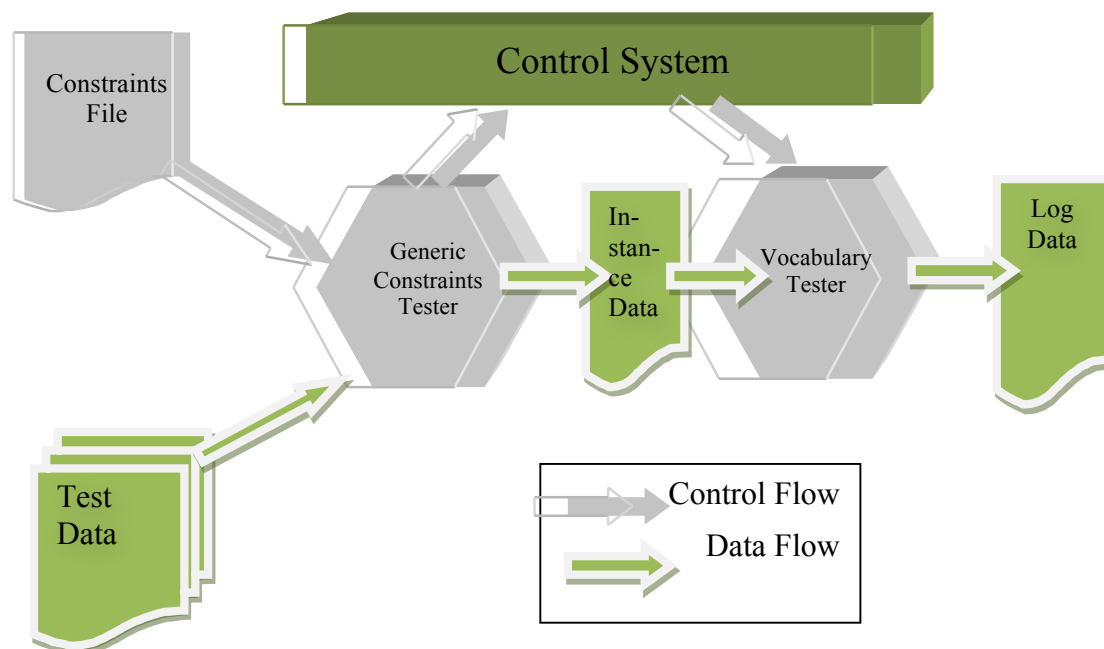 Control System
Constraints
File
Generic
Constraints
Tester
In-
stan-
ce
Data
Vocabulary
Tester
Log
Data
Test
Data
Control Flow
Data Flow